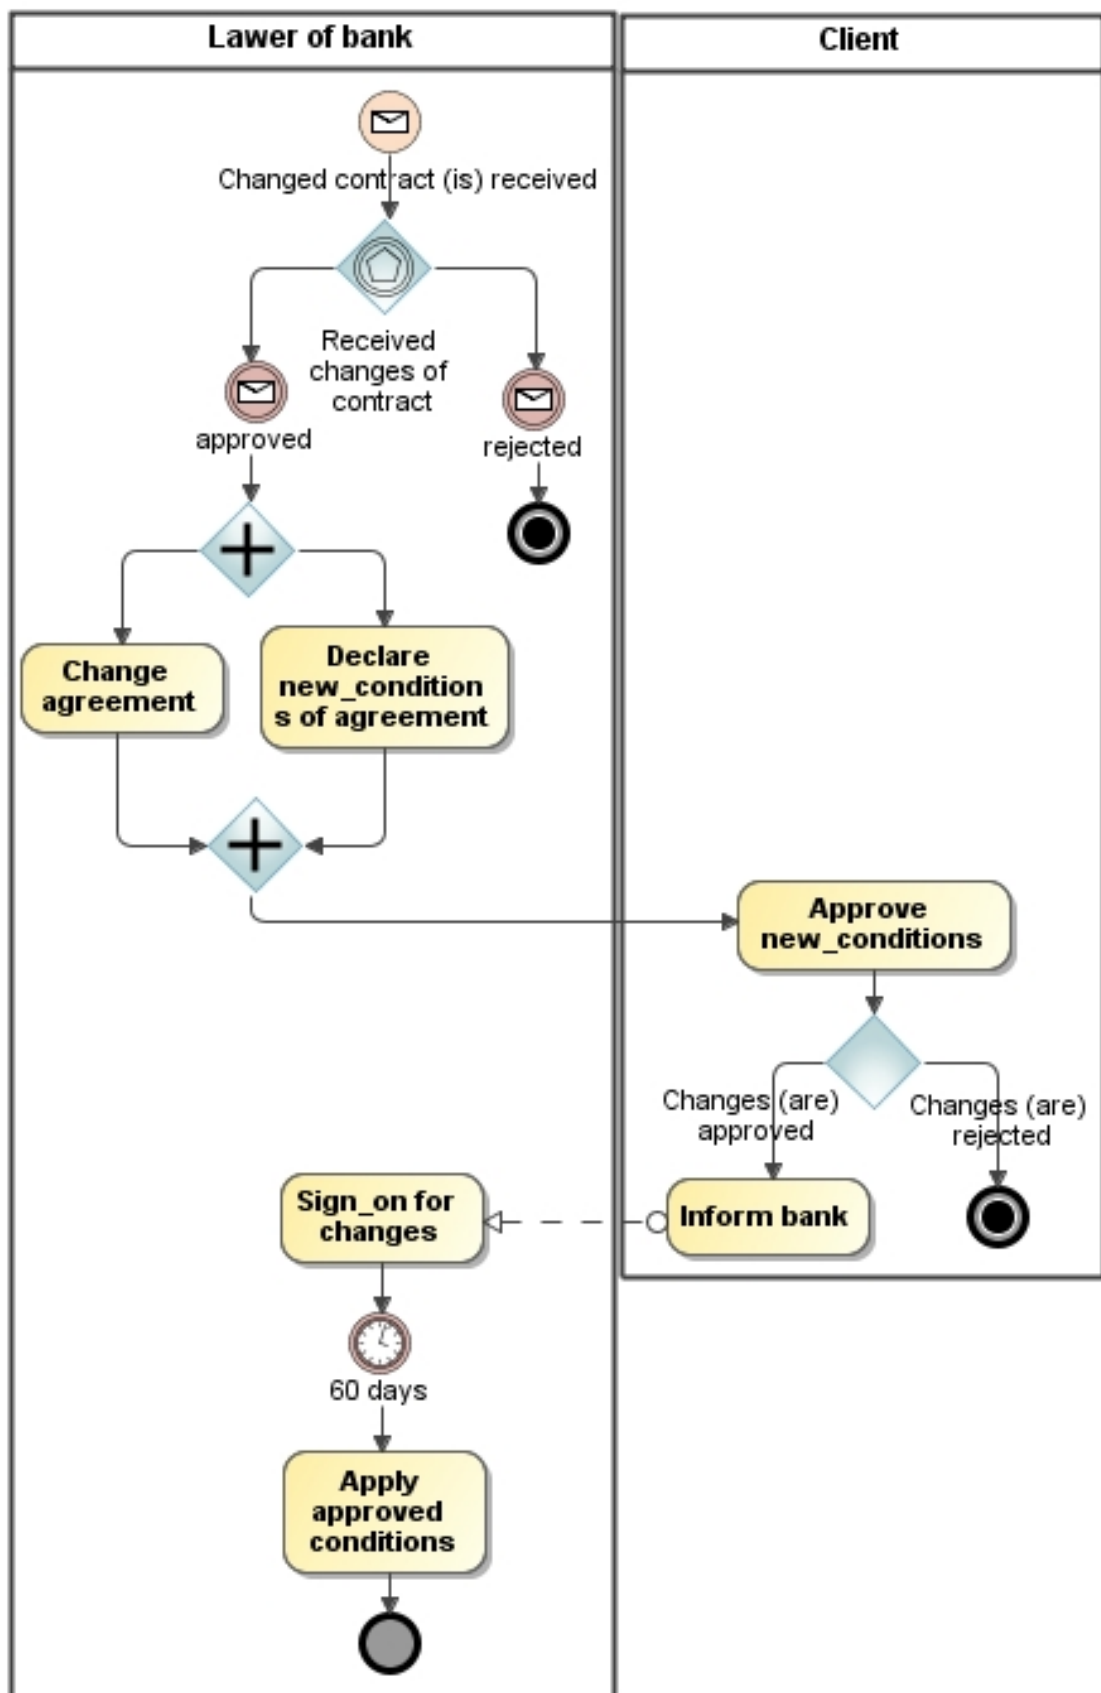 Lawer of bank
Client
Changed contract (is) received
Received
changes of
contract
approved
rejected
Change
agreement
Declare
new_condition
s of agreement
Approve
new_conditions
Changes (are)
approved
Changes (are)
rejected
Sign_on for
changes
Inform bank
60 days
Apply
approved
conditions